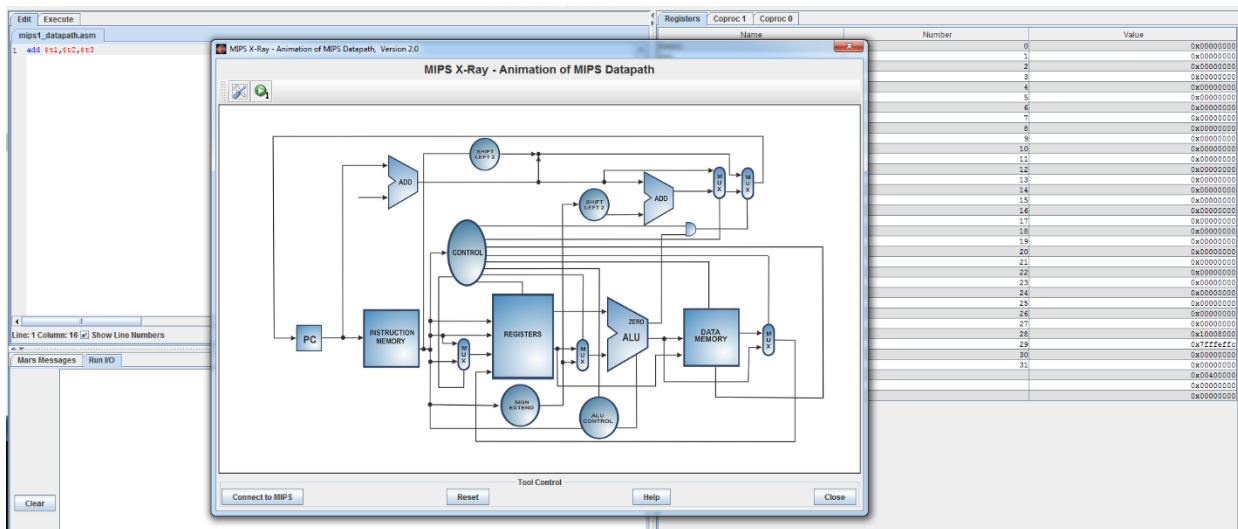 Edit Execute
mips1_datapath.asm
1 add $t1,$t2,$t3
Line: 1 Column: 16 Show Line Numbers
Mars Messages Run I/O
Clear
MIPS X-Ray - Animation of MIPS Datapath, Version 2.0
MIPS X-Ray - Animation of MIPS Datapath
SHIFT
LEFT 2
ADD
MUX
MUX
SHIFT
LEFT 2
ADD
CONTROL
PC
INSTRUCTION
MEMORY
MUX
REGISTERS
MUX
ZERO
ALU
DATA
MEMORY
MUX
SIGN
EXTEND
ALU
CONTROL
Tool Control
Connect to MIPS Reset Help Close
Registers Coproc 1 Coproc 0
Name Number Value
0 0x00000000
1 0x00000000
2 0x00000000
3 0x00000000
4 0x00000000
5 0x00000000
6 0x00000000
7 0x00000000
8 0x00000000
9 0x00000000
10 0x00000000
11 0x00000000
12 0x00000000
13 0x00000000
14 0x00000000
15 0x00000000
16 0x00000000
17 0x00000000
18 0x00000000
19 0x00000000
20 0x00000000
21 0x00000000
22 0x00000000
23 0x00000000
24 0x00000000
25 0x00000000
26 0x00000000
27 0x00000000
28 0x10008000
29 0x7fffeffc
30 0x00000000
31 0x00000000
0x00400000
0x00000000
0x00000000